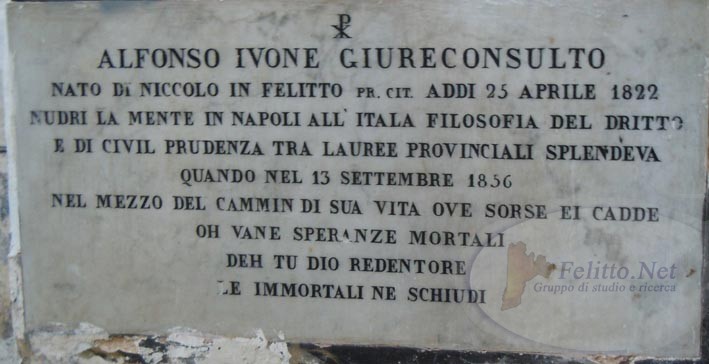 ALFONSO IVONE GIURECONSULTO
NATO DI NICCOLO IN FELITTO PR. CIT. ADDI 25 APRILE 1822
NUDRI LA MENTE IN NAPOLI ALL' ITALA FILOSOFIA DEL DRITTO
E DI CIVIL PRUDENZA TRA LAUREE PROVINCIALI SPLENDEVA
QUANDO NEL 13 SETTEMBRE 1856
NEL MEZZO DEL CAMMIN DI SUA VITA OVE SORSE EI CADDE
OH VANE SPERANZE MORTALI
DEH TU DIO REDENTORE
LE IMMORTALI NE SCHIUDI
Felitto.Net
Gruppo di studio e ricerca